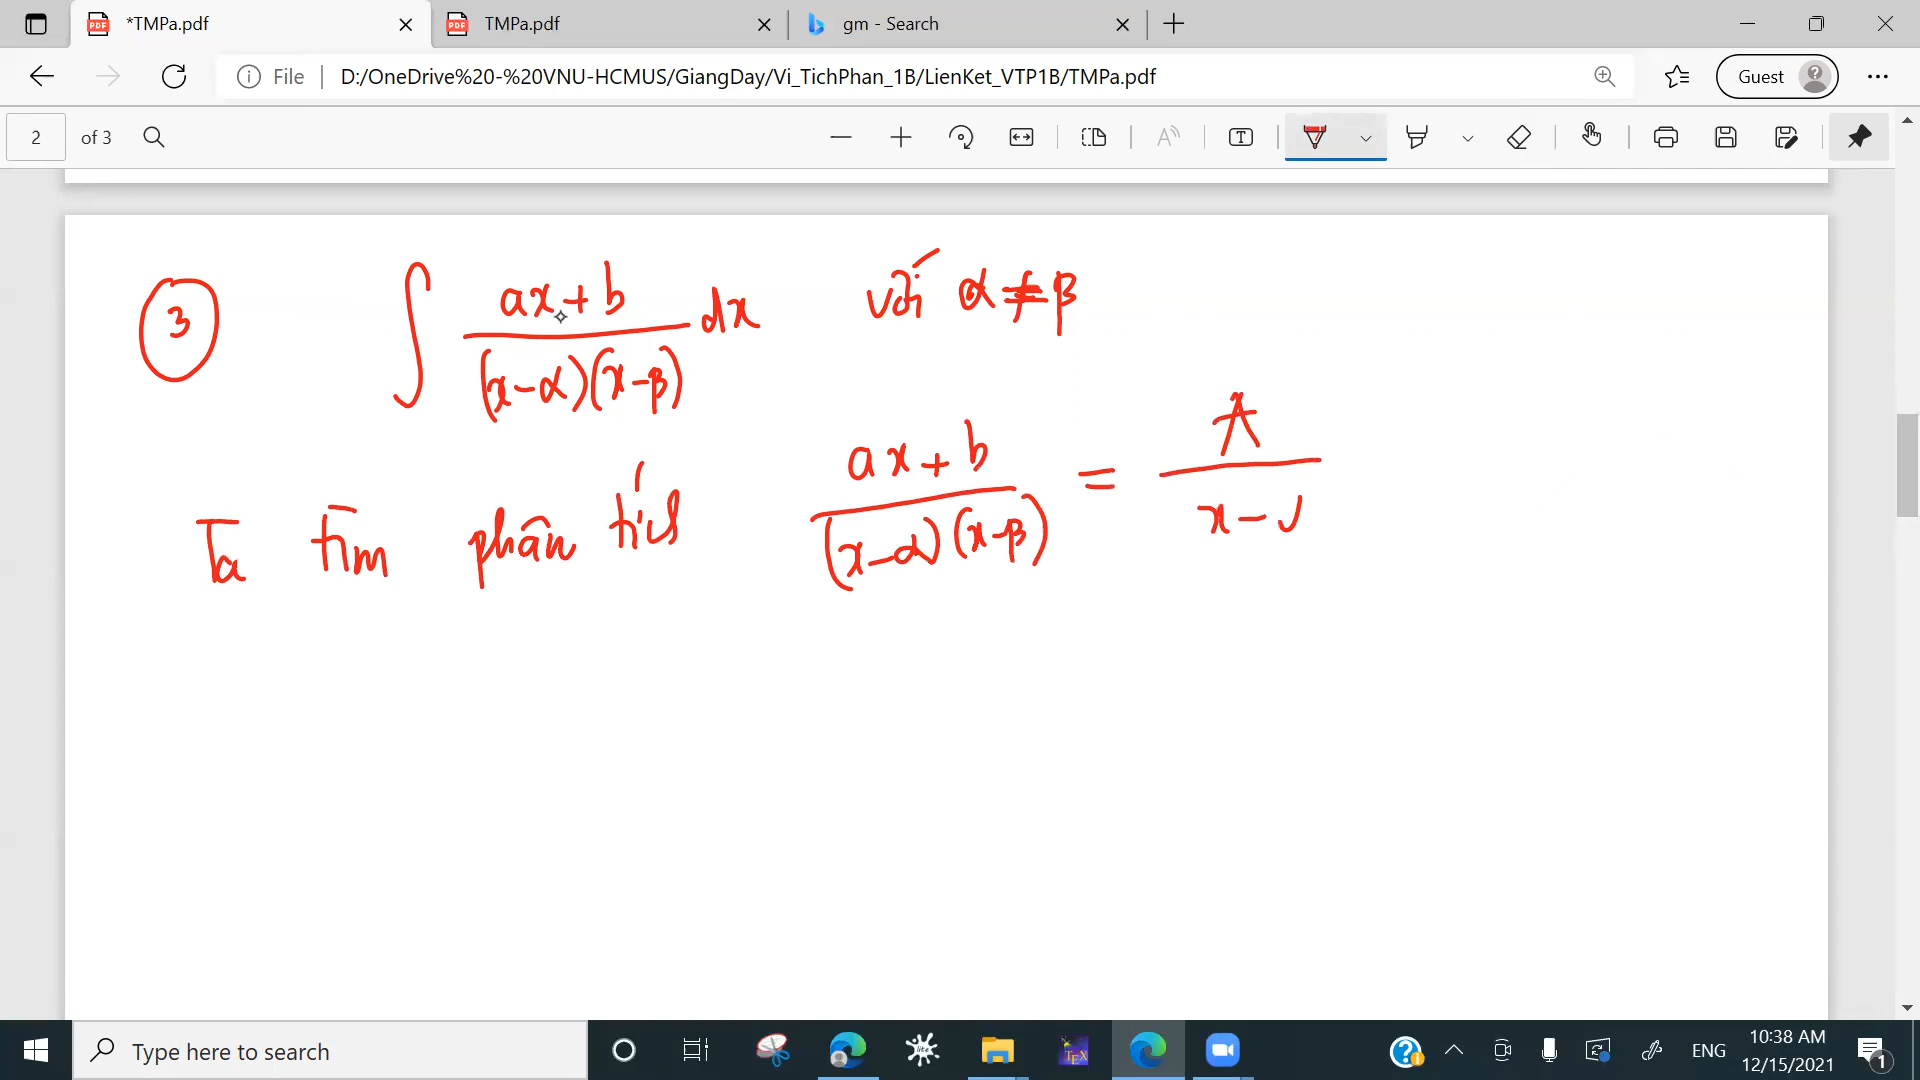 *TMPa.pdf
TMPa.pdf
gm - Search
File
D:/OneDrive%20-%20VNU-HCMUS/GiangDay/Vi_TichPhan_1B/LienKet_VTP1B/TMPa.pdf
Guest
2 of 3
3 ∫ (ax+b)/((x-α)(x-β)) dx với α≠β
Ta tìm phân tích (ax+b)/((x-α)(x-β)) = A/(x-
Type here to search
ENG
10:38 AM
12/15/2021
1